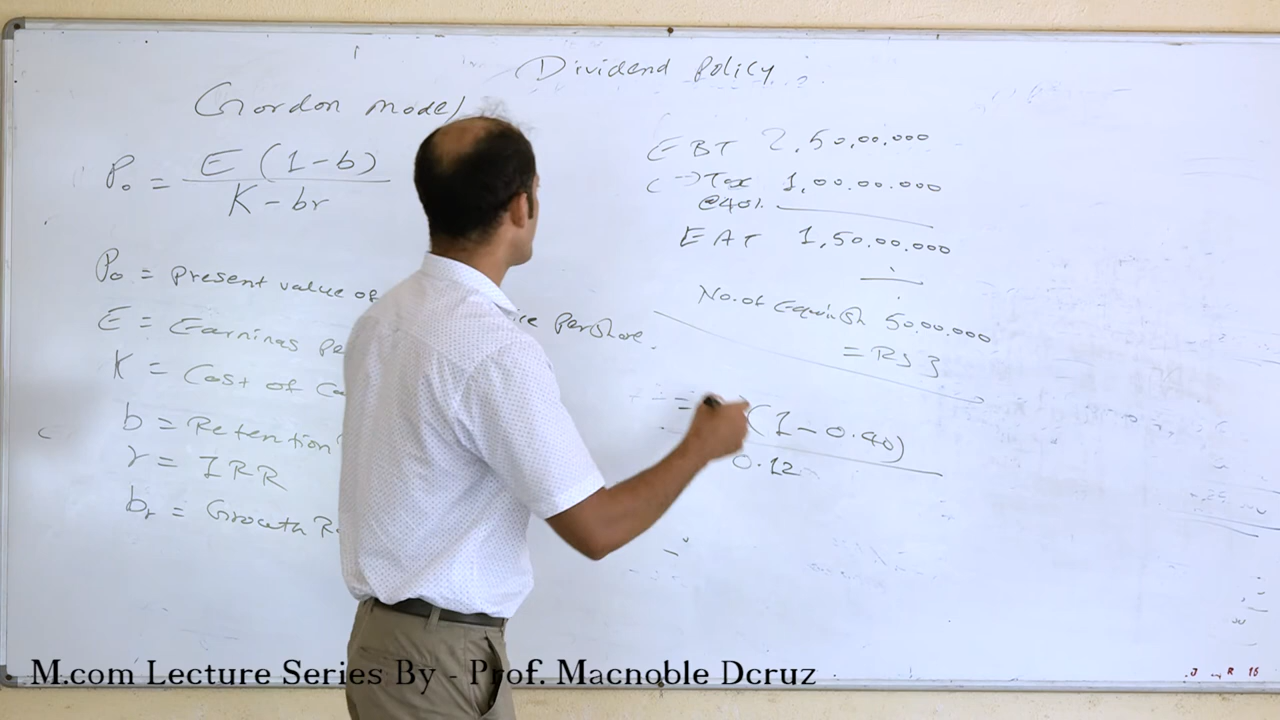 Dividend policy
Gordon model
P₀ = E (1-b)
K - br
P₀ = present value of
ice Per share.
E = Earnings Pe
K = Cost of Ca
b = Retention
r = IRR
br = Growth R
EBT 2,50,00,000
(-) Tax 1,00,00,000
@40%
EAT 1,50,00,000
÷
No. of Equish 50,00,000
= Rs 3
= (1-0.40)
0.12
M.com Lecture Series By - Prof. Macnoble Dcruz